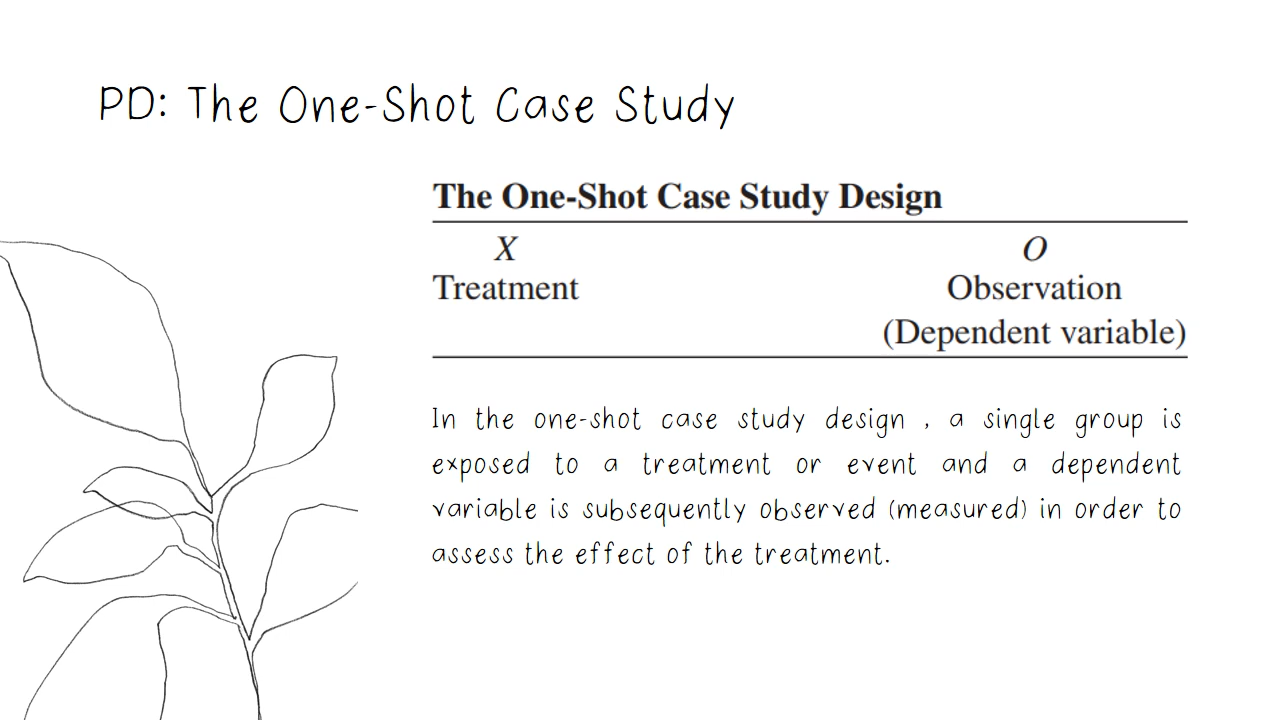 PD: The One-Shot Case Study
The One-Shot Case Study Design
X O
Treatment Observation
(Dependent variable)
In the one-shot case study design , a single group is
exposed to a treatment or event and a dependent
variable is subsequently observed (measured) in order to
assess the effect of the treatment.